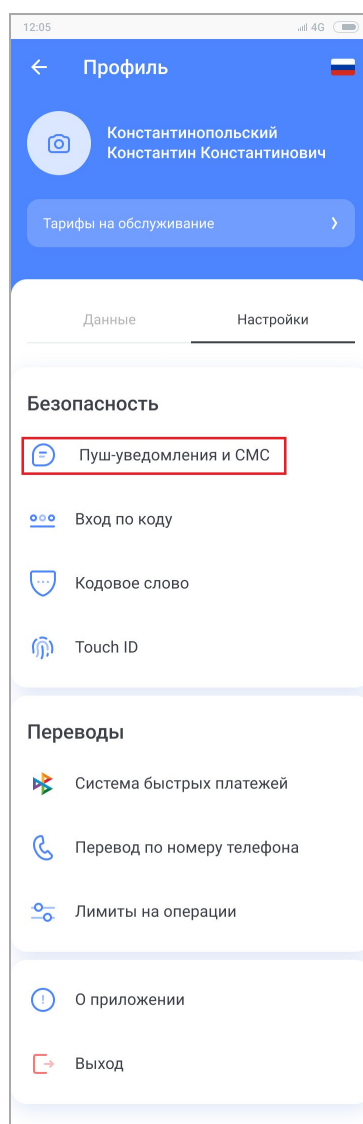 12:05
4G
Профиль
Константинопольский
Константин Константинович
Тарифы на обслуживание
Данные
Настройки
Безопасность
Пуш-уведомления и СМС
Вход по коду
Кодовое слово
Touch ID
Переводы
Система быстрых платежей
Перевод по номеру телефона
Лимиты на операции
О приложении
Выход